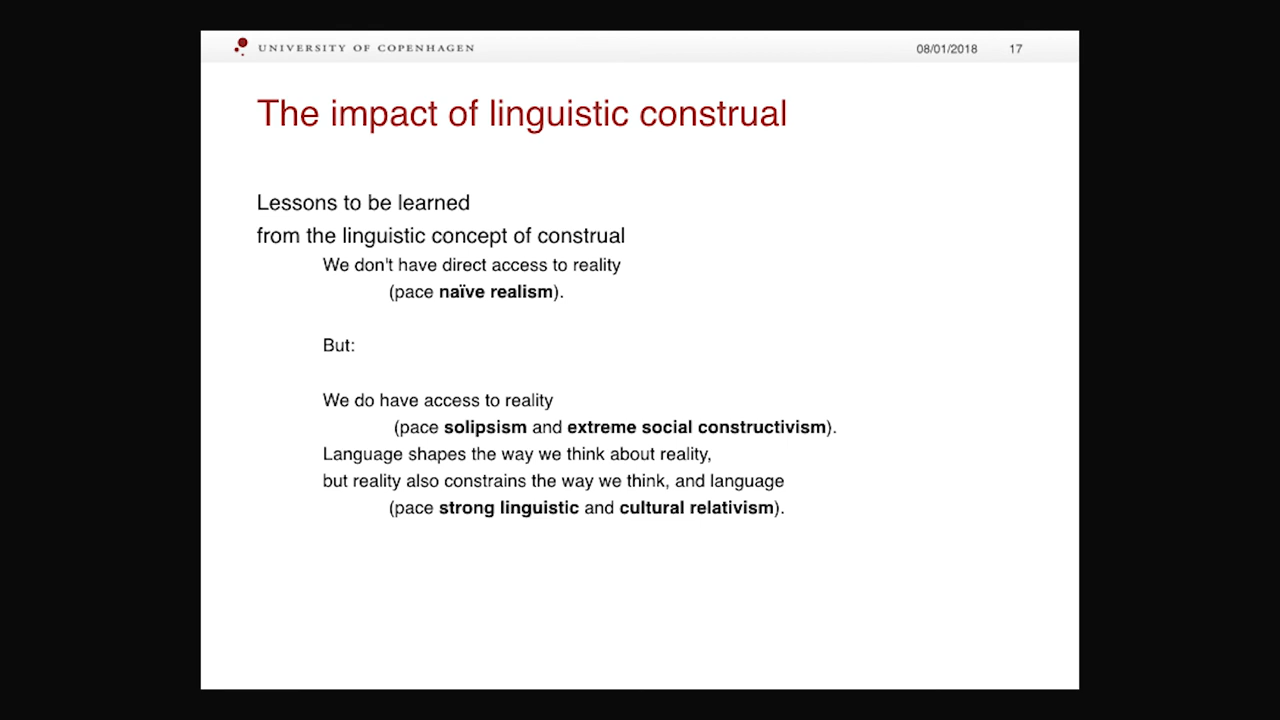 UNIVERSITY OF COPENHAGEN 08/01/2018 17
The impact of linguistic construal
Lessons to be learned
from the linguistic concept of construal
We don't have direct access to reality
(pace naïve realism).
But:
We do have access to reality
(pace solipsism and extreme social constructivism).
Language shapes the way we think about reality,
but reality also constrains the way we think, and language
(pace strong linguistic and cultural relativism).